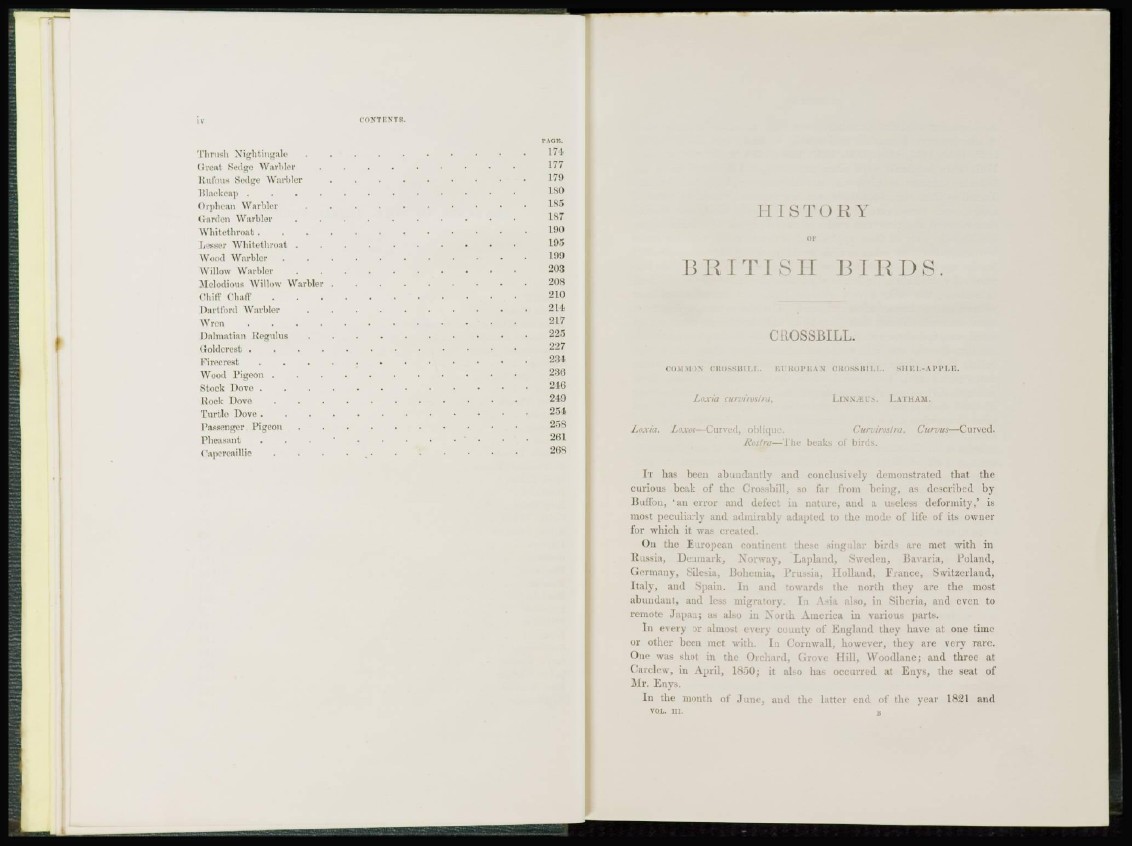 iv CONTENTS.
PAGE.
Thrush Nightingale . . . . . . . . . . 174
Great Sedge Warbler . . . . . . . . . 177
Rufous Sedge Warbler . . . . . . . . . 179
Blackcap . . . . . . . . . . . . 180
Orphean Warbler . . . . . . . . . . 185
Garden Warbler . . . . . . . . . . 187
Whitethroat . . . . . . . . . . . . 190
Lesser Whitethroat . . . . . . . . . . 195
Wood Warbler . . . . . . . . . . . 199
Willow Warbler . . . . . . . . . . 203
Melodious Willow Warbler . . . . . . . . . 208
Chiff Chaff . . . . . . . . . . . 210
Dartford Warbler . . . . . . . . . . 214
Wren . . . . . . . . . . . . 217
Dalmatian Regulus . . . . . . . . . . 225
Goldcrest . . . . . . . . . . . . 227
Firecrest . . . . . . . . . . . . 234
Wood Pigeon . . . . . . . . . . . 236
Stock Dove . . . . . . . . . . . . 246
Rock Dove . . . . . . . . . . . 249
Turtle Dove . . . . . . . . . . . . 254
Passenger Pigeon . . . . . . . . . . 258
Pheasant . . . . . . . . . . . . 261
Capercaillie . . . . . . . . . . . 268
HISTORY
OF
BRITISH BIRDS.
CROSSBILL.
COMMON CROSSBILL. EUROPEAN CROSSBILL. SHEL-APPLE.
Loxia curvirostra. LINNÆUS. LATHAM.
Loxia. Loxos—Curved, oblique. Curvirostra. Curvus—Curved.
Rostra—The beaks of birds.
IT has been abundantly and conclusively demonstrated that the
curious beak of the Crossbill, so far from being, as described by
Buffon, 'an error and defect in nature, and a useless deformity,' is
most peculiarly and admirably adapted to the mode of life of its owner
for which it was created.
On the European continent these singular birds are met with in
Russia, Denmark, Norway, Lapland, Sweden, Bavaria, Poland,
Germany, Silesia, Bohemia, Prussia, Holland, France, Switzerland,
Italy, and Spain. In and towards the north they are the most
abundant, and less migratory. In Asia also, in Siberia, and even to
remote Japan; as also in North America in various parts.
In every or almost every county of England they have at one time
or other been met with. In Cornwall, however, they are very rare.
One was shot in the Orchard, Grove Hill, Woodlane; and three at
Carclew, in April, 1850; it also has occurred at Enys, the seat of
Mr. Enys.
In the month of June, and the latter end of the year 1821 and
VOL. III. B